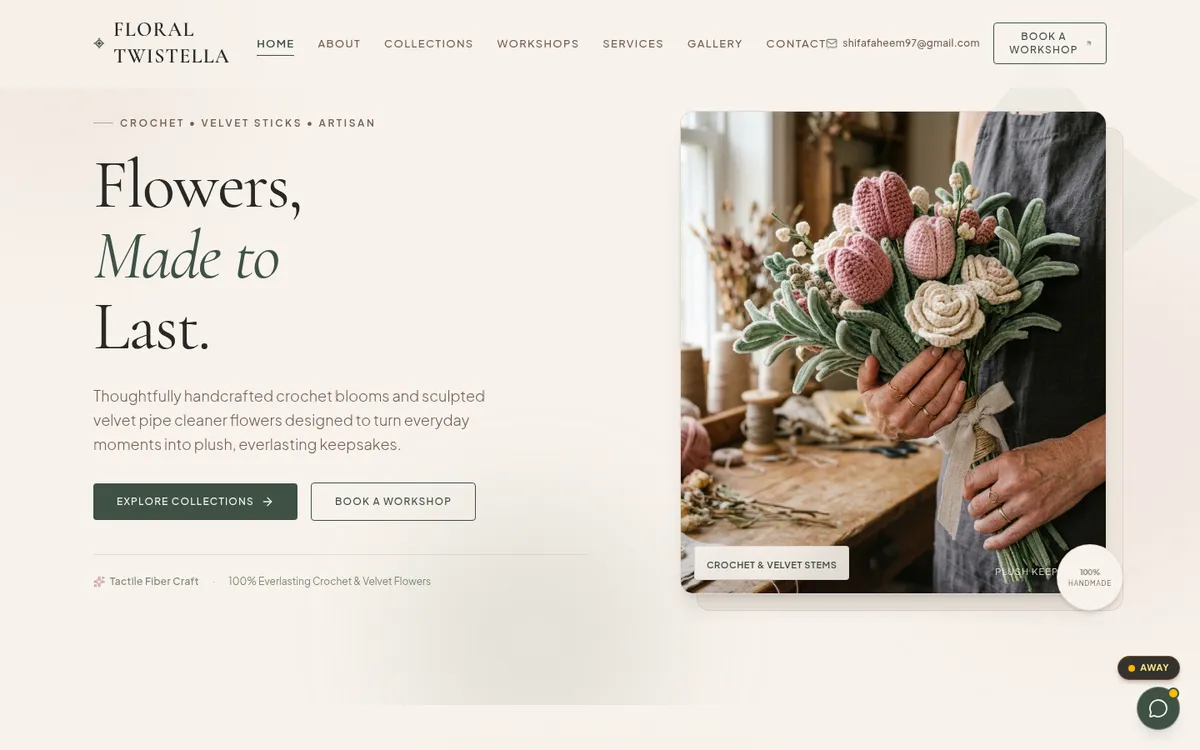 FLORAL
TWISTELLA
HOME ABOUT COLLECTIONS WORKSHOPS SERVICES GALLERY CONTACT
shifafaheem97@gmail.com
BOOK A
WORKSHOP
CROCHET • VELVET STICKS • ARTISAN
Flowers,
Made to
Last.
Thoughtfully handcrafted crochet blooms and sculpted
velvet pipe cleaner flowers designed to turn everyday
moments into plush, everlasting keepsakes.
EXPLORE COLLECTIONS →
BOOK A WORKSHOP
Tactile Fiber Craft · 100% Everlasting Crochet & Velvet Flowers
CROCHET & VELVET STEMS
PLUSH KEEP
100%
HANDMADE
AWAY